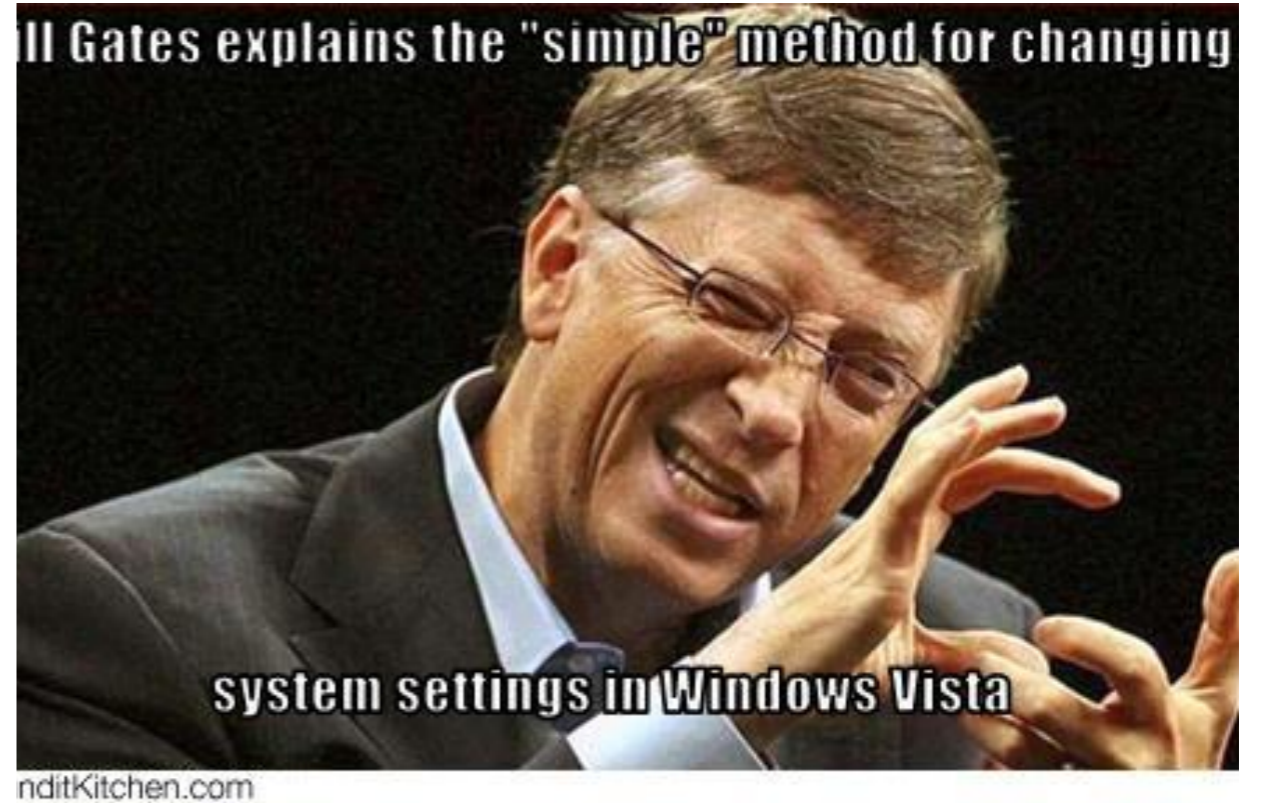 ill Gates explains the "simple" method for changing
system settings in Windows Vista
nditKitchen.com